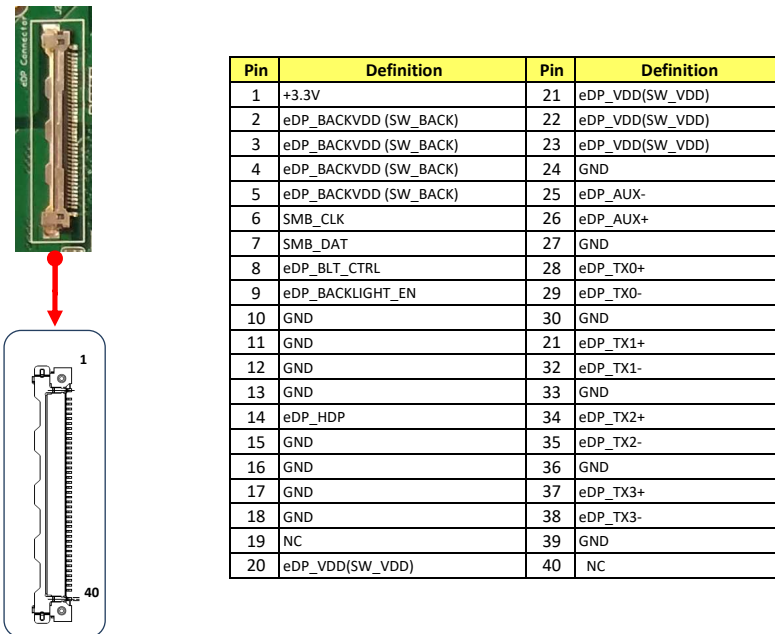 eDP Connector
1
40
Pin Definition Pin Definition
1 +3.3V 21 eDP_VDD(SW_VDD)
2 eDP_BACKVDD (SW_BACK) 22 eDP_VDD(SW_VDD)
3 eDP_BACKVDD (SW_BACK) 23 eDP_VDD(SW_VDD)
4 eDP_BACKVDD (SW_BACK) 24 GND
5 eDP_BACKVDD (SW_BACK) 25 eDP_AUX-
6 SMB_CLK 26 eDP_AUX+
7 SMB_DAT 27 GND
8 eDP_BLT_CTRL 28 eDP_TX0+
9 eDP_BACKLIGHT_EN 29 eDP_TX0-
10 GND 30 GND
11 GND 21 eDP_TX1+
12 GND 32 eDP_TX1-
13 GND 33 GND
14 eDP_HDP 34 eDP_TX2+
15 GND 35 eDP_TX2-
16 GND 36 GND
17 GND 37 eDP_TX3+
18 GND 38 eDP_TX3-
19 NC 39 GND
20 eDP_VDD(SW_VDD) 40 NC